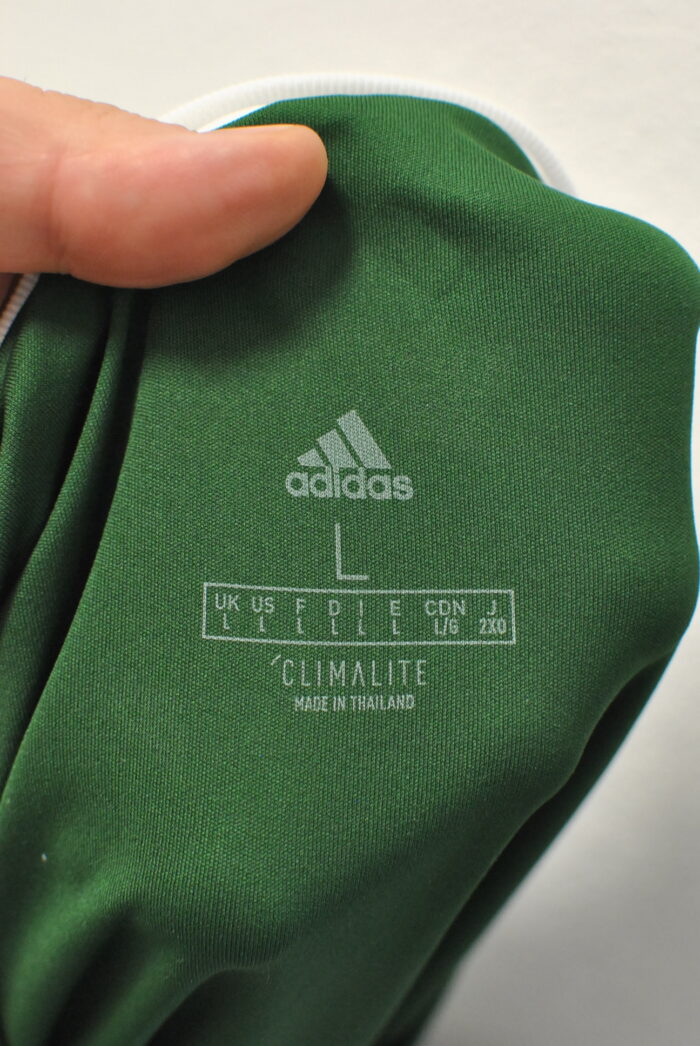 adidas
L
UK US F D I E CDN J
L L L L L L L/G 2XO
CLIMALITE
MADE IN THAILAND